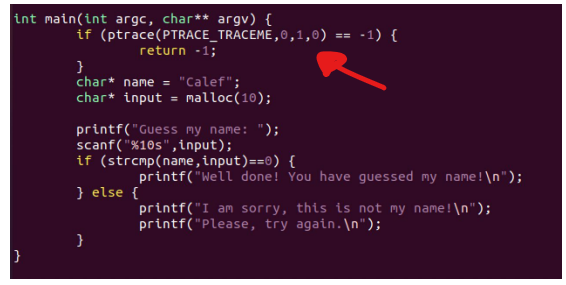 int main(int argc, char** argv) {
        if (ptrace(PTRACE_TRACEME,0,1,0) == -1) {
                return -1;
        }
        char* name = "Calef";
        char* input = malloc(10);

        printf("Guess my name: ");
        scanf("%10s",input);
        if (strcmp(name,input)==0) {
                printf("Well done! You have guessed my name!\n");
        } else {
                printf("I am sorry, this is not my name!\n");
                printf("Please, try again.\n");
        }
}